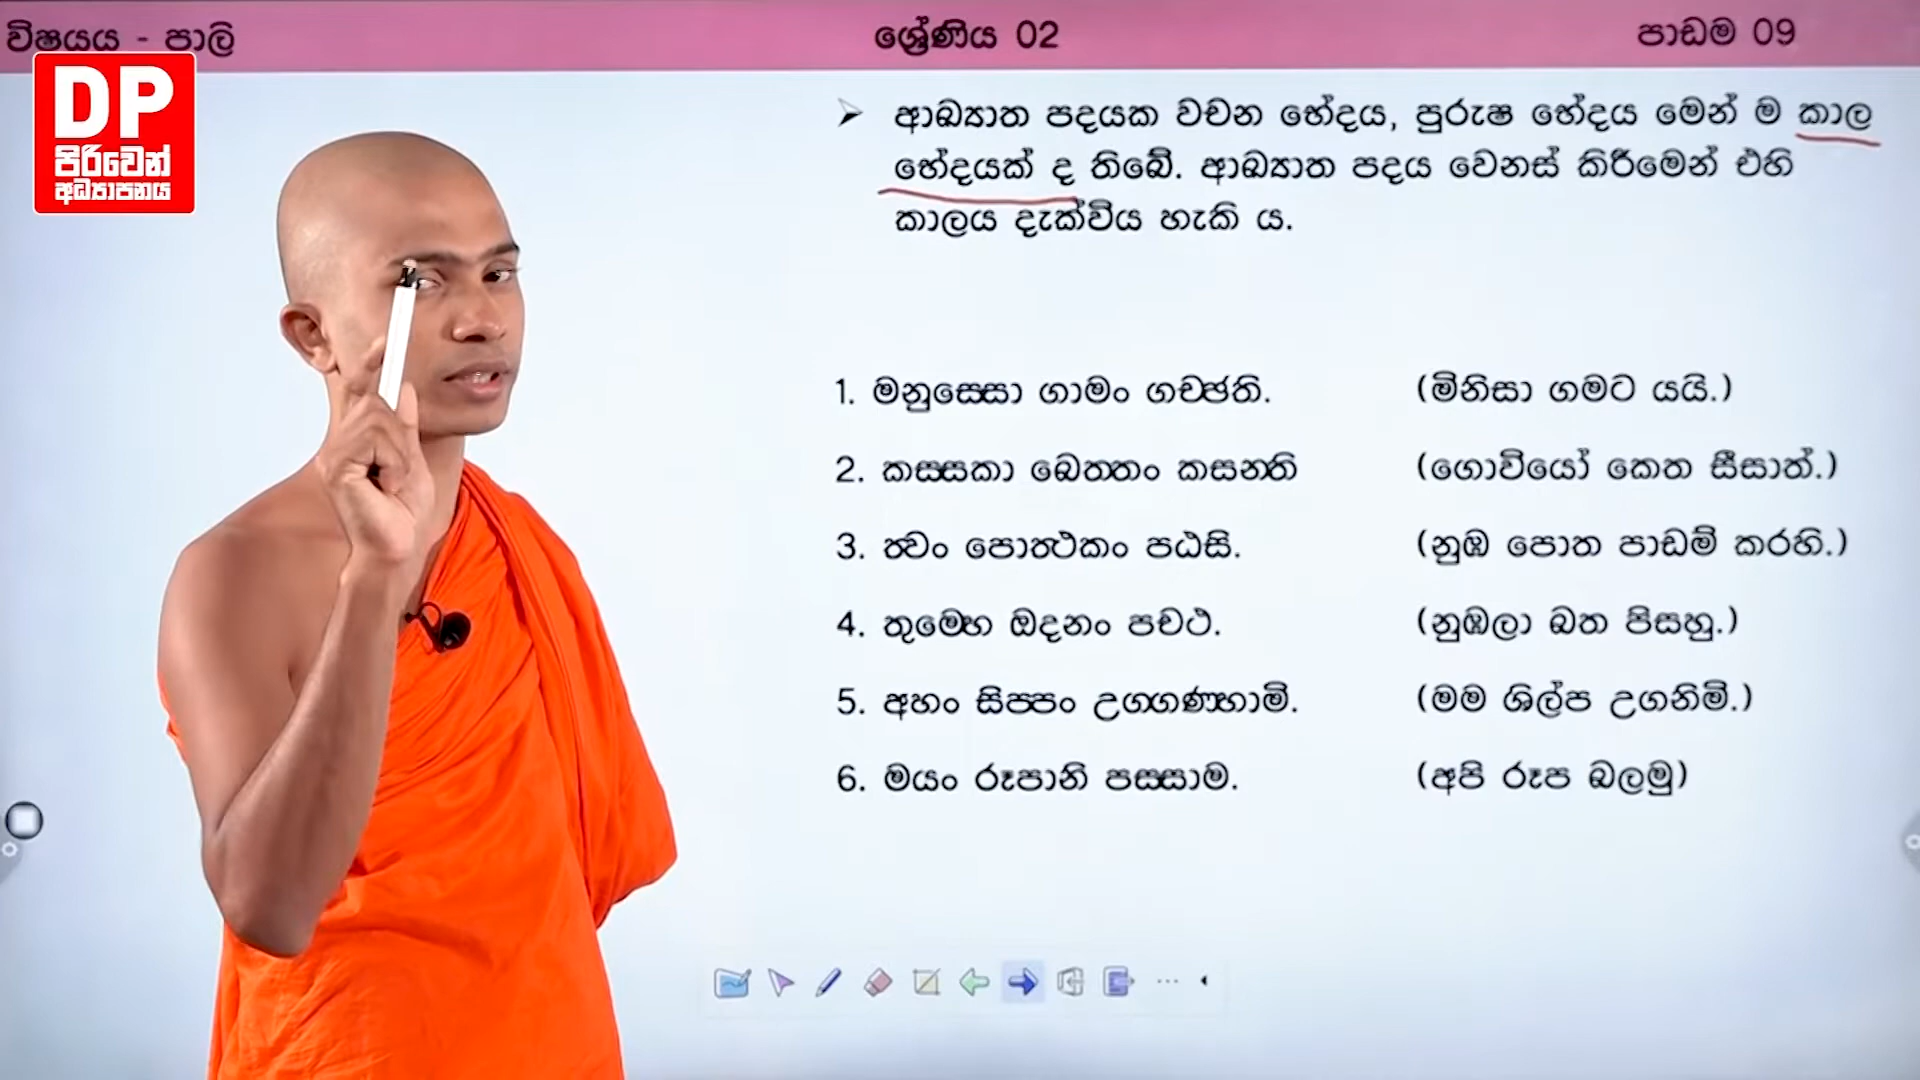 විෂයය - පාලි
ශ්‍රේණිය 02
පාඩම 09
DP
පිරිවෙන්
අධ්‍යාපනය
ආඛ්‍යාත පදයක වචන භේදය, පුරුෂ භේදය මෙන් ම කාල
භේදයක් ද තිබේ. ආඛ්‍යාත පදය වෙනස් කිරීමෙන් එහි
කාලය දැක්විය හැකි ය.
1. මනුස්සො ගාමං ගච්ඡති. (මිනිසා ගමට යයි.)
2. කස්සකා ඛෙත්තං කසන්ති (ගොවියෝ කෙත සීසාත්.)
3. ත්වං පොත්ථකං පඨසි. (නුඹ පොත පාඩම් කරහි.)
4. තුම්හෙ ඔදනං පචථ. (නුඹලා බත පිසහු.)
5. අහං සිප්පං උග්ගණ්හාමි. (මම ශිල්ප උගනිමි.)
6. මයං රූපානි පස්සාම. (අපි රූප බලමු)